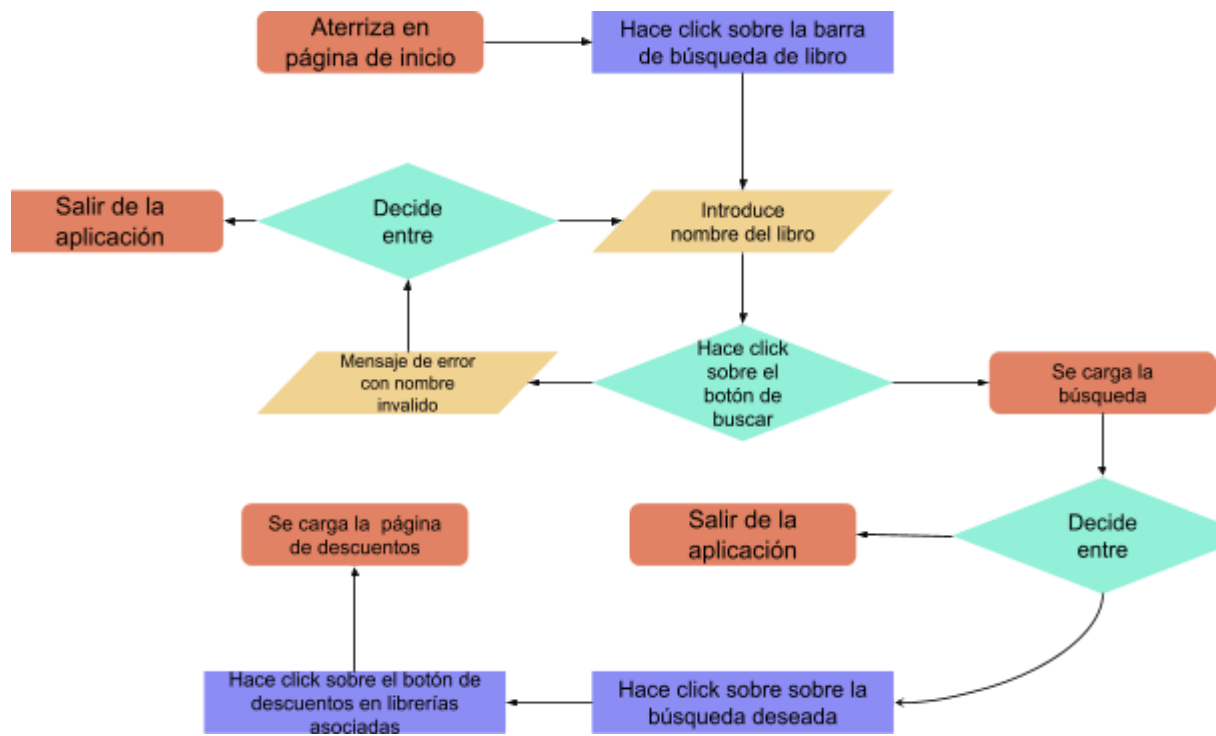 Aterriza en
página de inicio
Hace click sobre la barra
de búsqueda de libro
Salir de la
aplicación
Decide
entre
Introduce
nombre del libro
Mensaje de error
con nombre
invalido
Hace click
sobre el
botón de
buscar
Se carga la
búsqueda
Se carga la página
de descuentos
Salir de la
aplicación
Decide
entre
Hace click sobre el botón de
descuentos en librerías
asociadas
Hace click sobre sobre la
búsqueda deseada